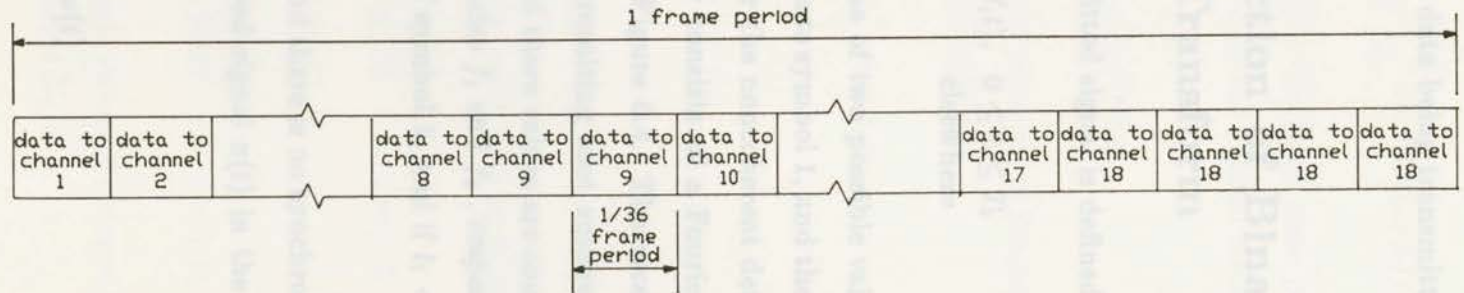 1 frame period
data to channel 1
data to channel 2
data to channel 8
data to channel 9
data to channel 9
data to channel 10
data to channel 17
data to channel 18
data to channel 18
data to channel 18
data to channel 18
1/36 frame period